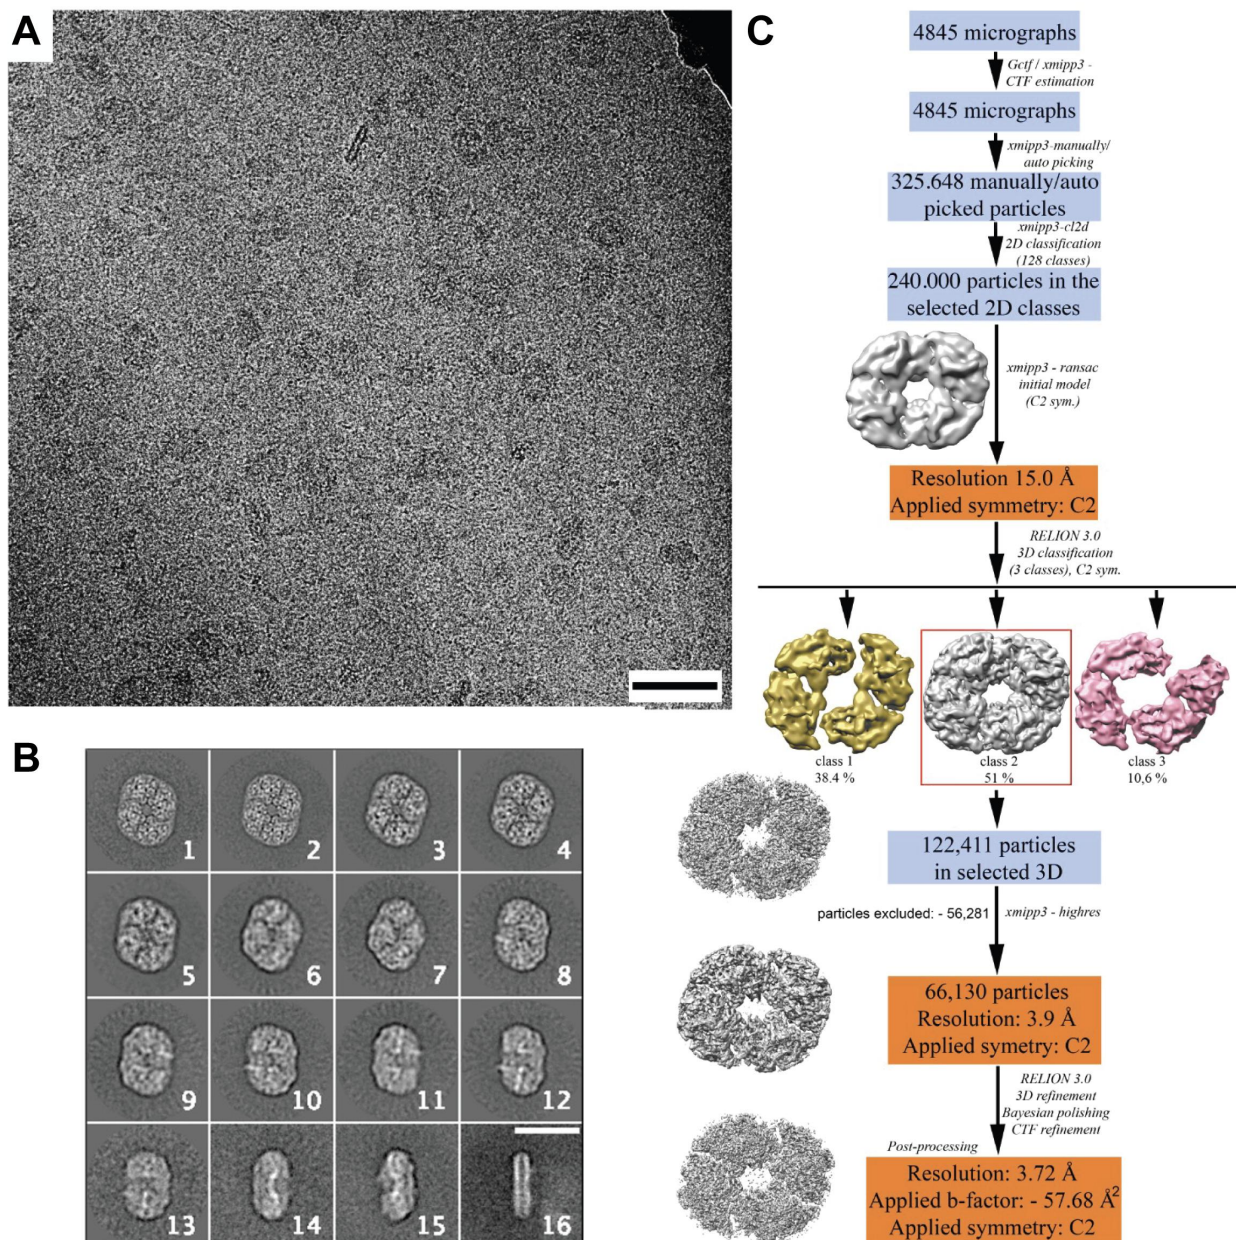 A
C
4845 micrographs
Gctf / xmipp3 -
CTF estimation
4845 micrographs
xmipp3-manually/
auto picking
325.648 manually/auto
picked particles
xmipp3-cl2d
2D classification
(128 classes)
240.000 particles in the
selected 2D classes
xmipp3 - ransac
initial model
(C2 sym.)
Resolution 15.0 Å
Applied symmetry: C2
RELION 3.0
3D classification
(3 classes), C2 sym.
class 1
38.4 %
class 2
51 %
class 3
10,6 %
122,411 particles
in selected 3D
particles excluded: - 56,281
xmipp3 - highres
66,130 particles
Resolution: 3.9 Å
Applied symetry: C2
RELION 3.0
3D refinement
Bayesian polishing
CTF refinement
Post-processing
Resolution: 3.72 Å
Applied b-factor: - 57.68 Å2
Applied symmetry: C2
B
1 2 3 4
5 6 7 8
9 10 11 12
13 14 15 16